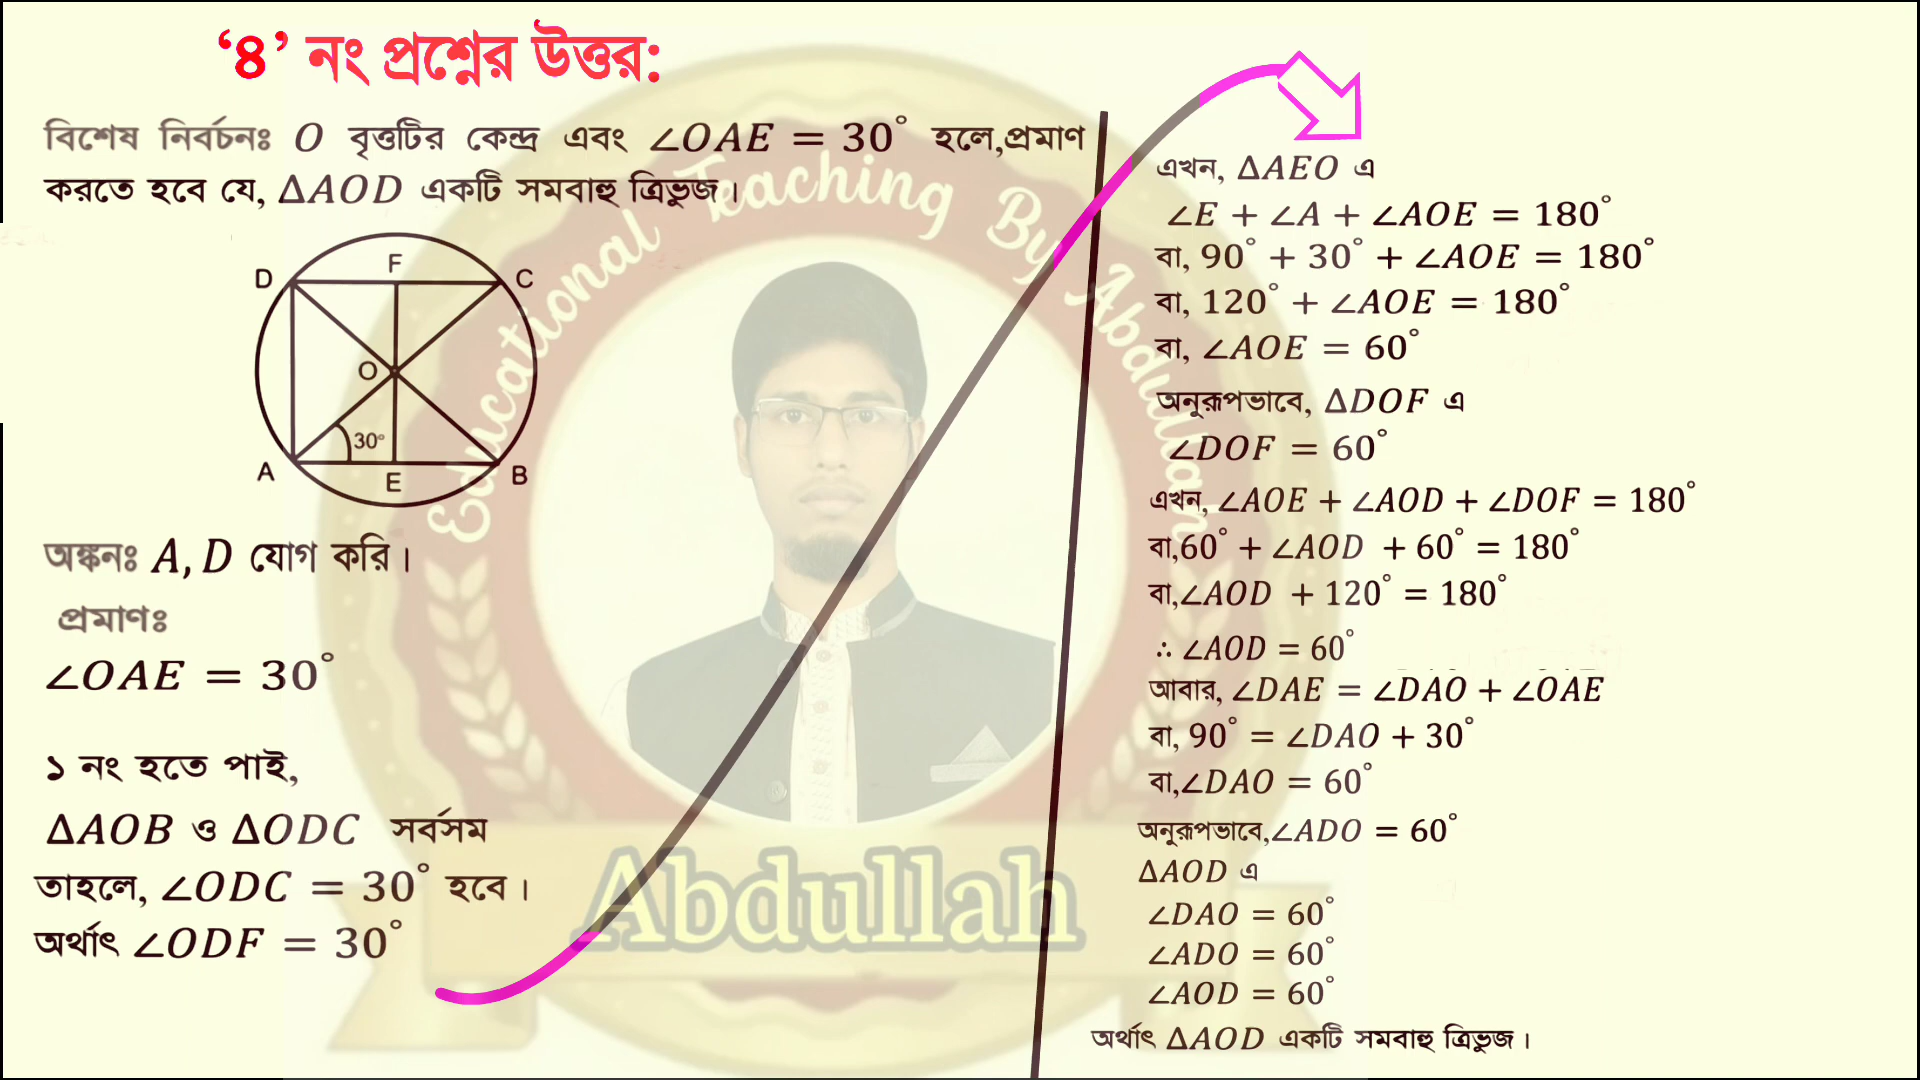 ‘৪’ নং প্রশ্নের উত্তর:
বিশেষ নির্বচনঃ O বৃত্তটির কেন্দ্র এবং ∠OAE = 30° হলে,প্রমাণ
করতে হবে যে, ΔAOD একটি সমবাহু ত্রিভুজ।
D F C
O
30°
A E B
অঙ্কনঃ A, D যোগ করি।
প্রমাণঃ
∠OAE = 30°
১ নং হতে পাই,
ΔAOB ও ΔODC সর্বসম
তাহলে, ∠ODC = 30° হবে।
অর্থাৎ ∠ODF = 30°
এখন, ΔAEO এ
∠E + ∠A + ∠AOE = 180°
বা, 90° + 30° + ∠AOE = 180°
বা, 120° + ∠AOE = 180°
বা, ∠AOE = 60°
অনুরূপভাবে, ΔDOF এ
∠DOF = 60°
এখন, ∠AOE + ∠AOD + ∠DOF = 180°
বা,60° + ∠AOD + 60° = 180°
বা,∠AOD + 120° = 180°
∴ ∠AOD = 60°
আবার, ∠DAE = ∠DAO + ∠OAE
বা, 90° = ∠DAO + 30°
বা,∠DAO = 60°
অনুরূপভাবে,∠ADO = 60°
ΔAOD এ
∠DAO = 60°
∠ADO = 60°
∠AOD = 60°
অর্থাৎ ΔAOD একটি সমবাহু ত্রিভুজ।
Educational Teaching By Abdullah
Abdullah